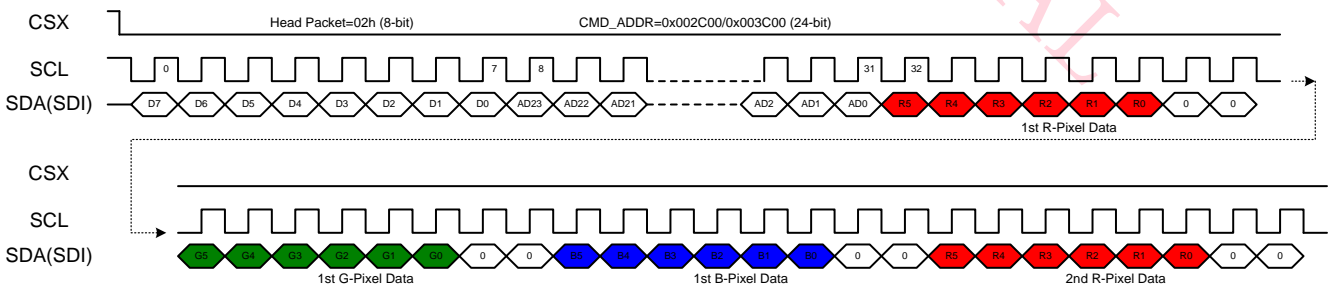 CSX Head Packet=02h (8-bit) CMD_ADDR=0x002C00/0x003C00 (24-bit)
SCL 0 7 8 31 32
SDA(SDI) D7 D6 D5 D4 D3 D2 D1 D0 AD23 AD22 AD21 AD2 AD1 AD0 R5 R4 R3 R2 R1 R0 0 0
1st R-Pixel Data
CSX
SCL
SDA(SDI) G5 G4 G3 G2 G1 G0 0 0 B5 B4 B3 B2 B1 B0 0 0 R5 R4 R3 R2 R1 R0 0 0
1st G-Pixel Data 1st B-Pixel Data 2nd R-Pixel Data